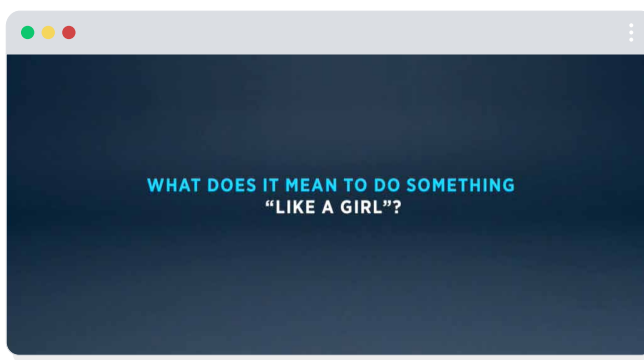 WHAT DOES IT MEAN TO DO SOMETHING
“LIKE A GIRL”?